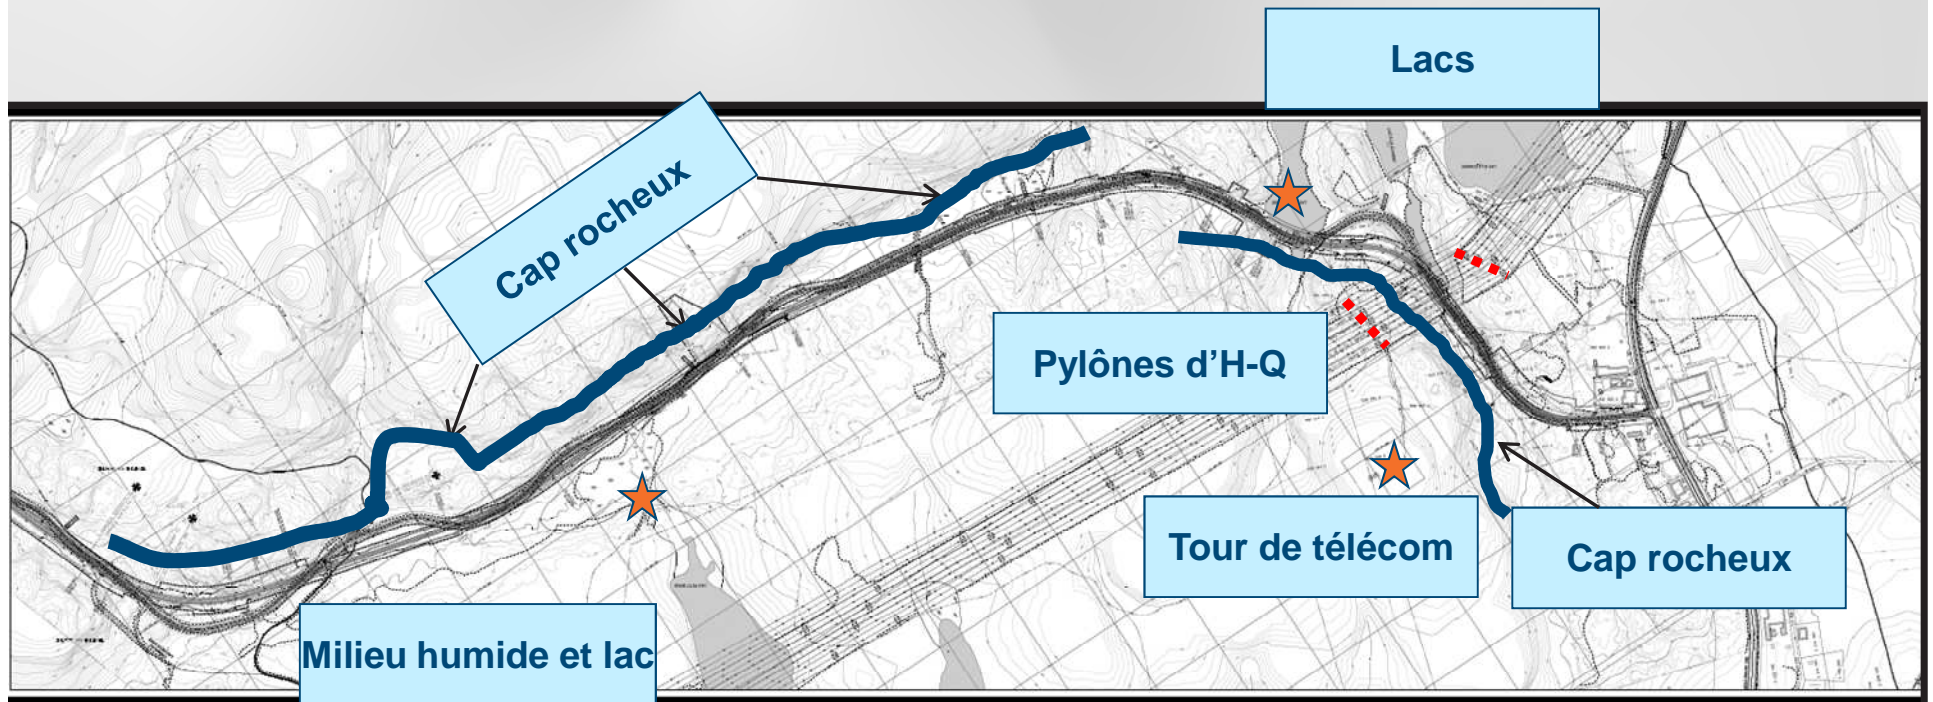 Lacs
Cap rocheux
Pylônes d’H-Q
Tour de télécom
Cap rocheux
Milieu humide et lac